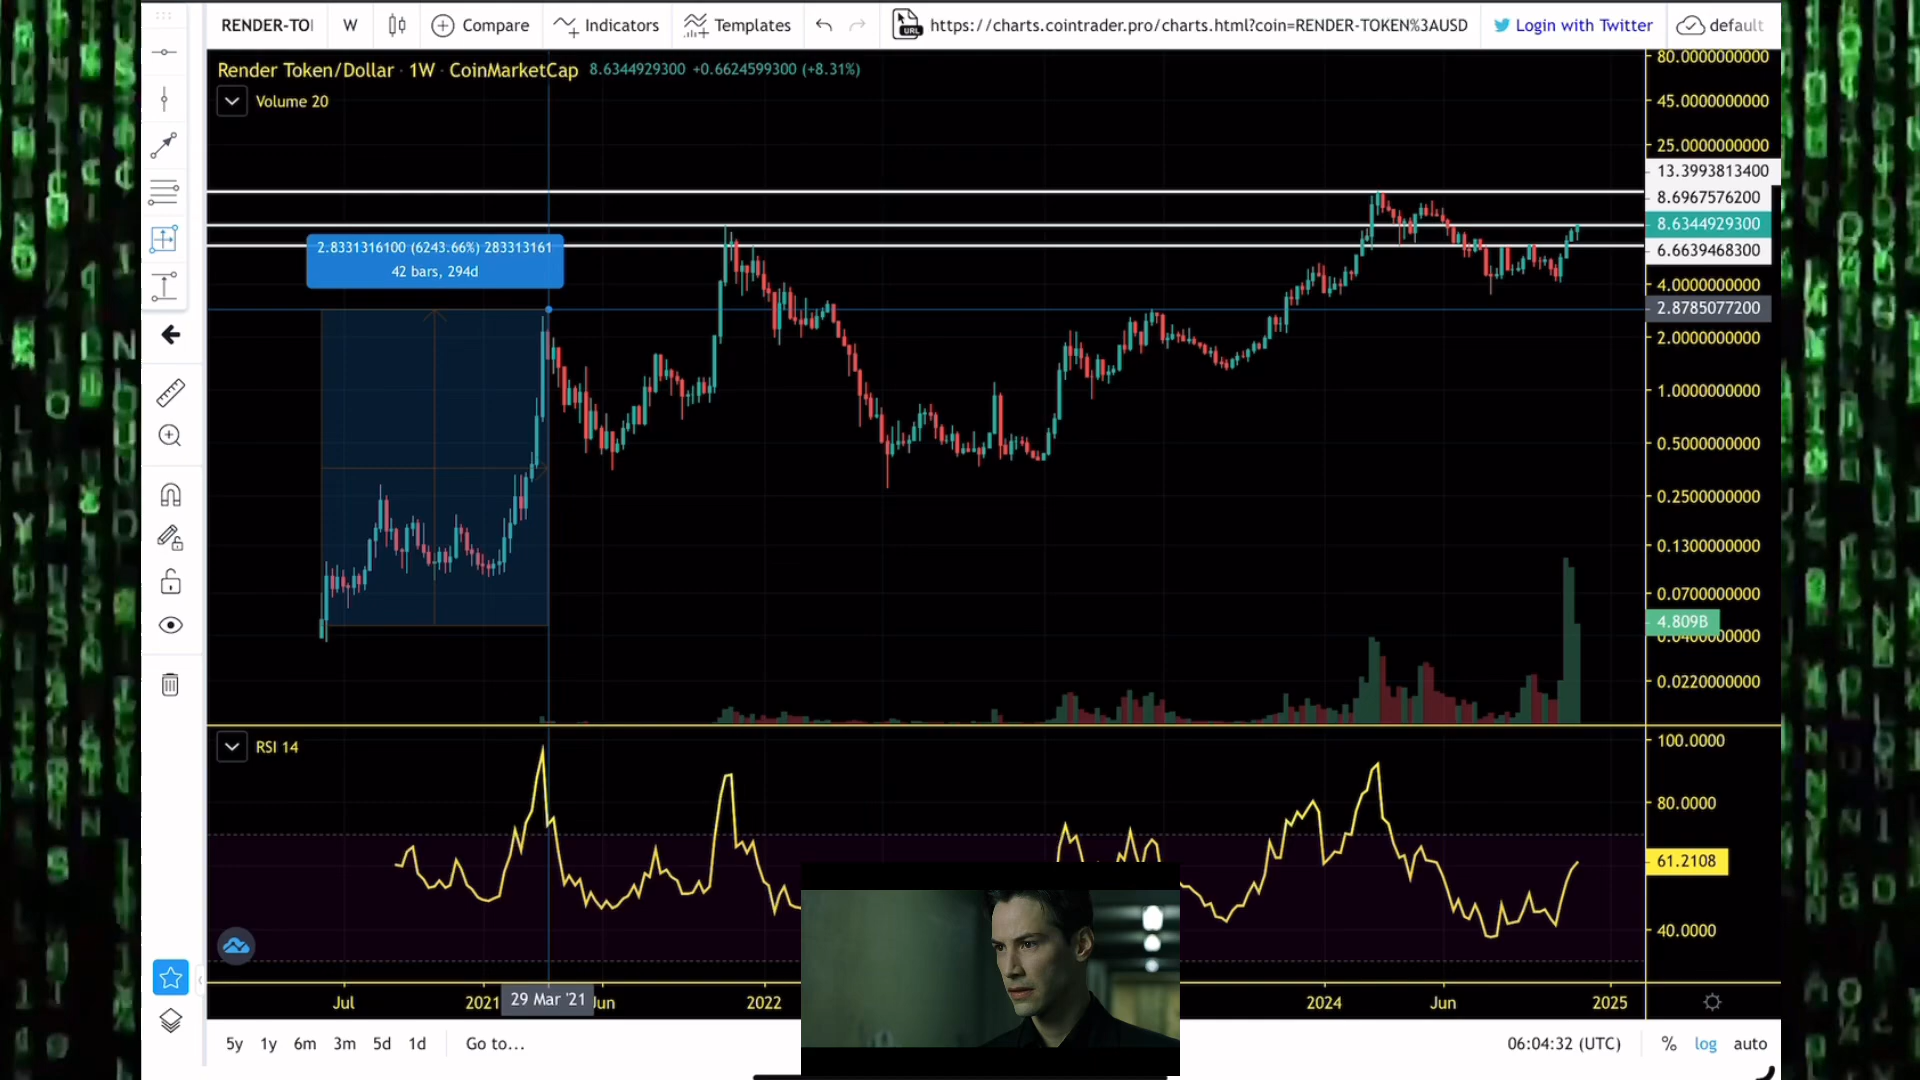 RENDER-TO
W
Compare
Indicators
Templates
URL
https://charts.cointrader.pro/charts.html?coin=RENDER-TOKEN%3AUSD
Login with Twitter
default
Render Token/Dollar · 1W · CoinMarketCap 8.6344929300 +0.6624599300 (+8.31%)
Volume 20
80.0000000000
45.0000000000
25.0000000000
13.3993813400
8.6967576200
8.6344929300
6.6639468300
4.0000000000
2.8785077200
2.0000000000
1.0000000000
0.5000000000
0.2500000000
0.1300000000
0.0700000000
4.809B
0.0400000000
0.0220000000
2.8331316100 (6243.66%) 283313161
42 bars, 294d
RSI 14
100.0000
80.0000
61.2108
40.0000
Jul
2021
29 Mar '21
Jun
2022
2024
Jun
2025
5y 1y 6m 3m 5d 1d
Go to...
06:04:32 (UTC)
% log auto